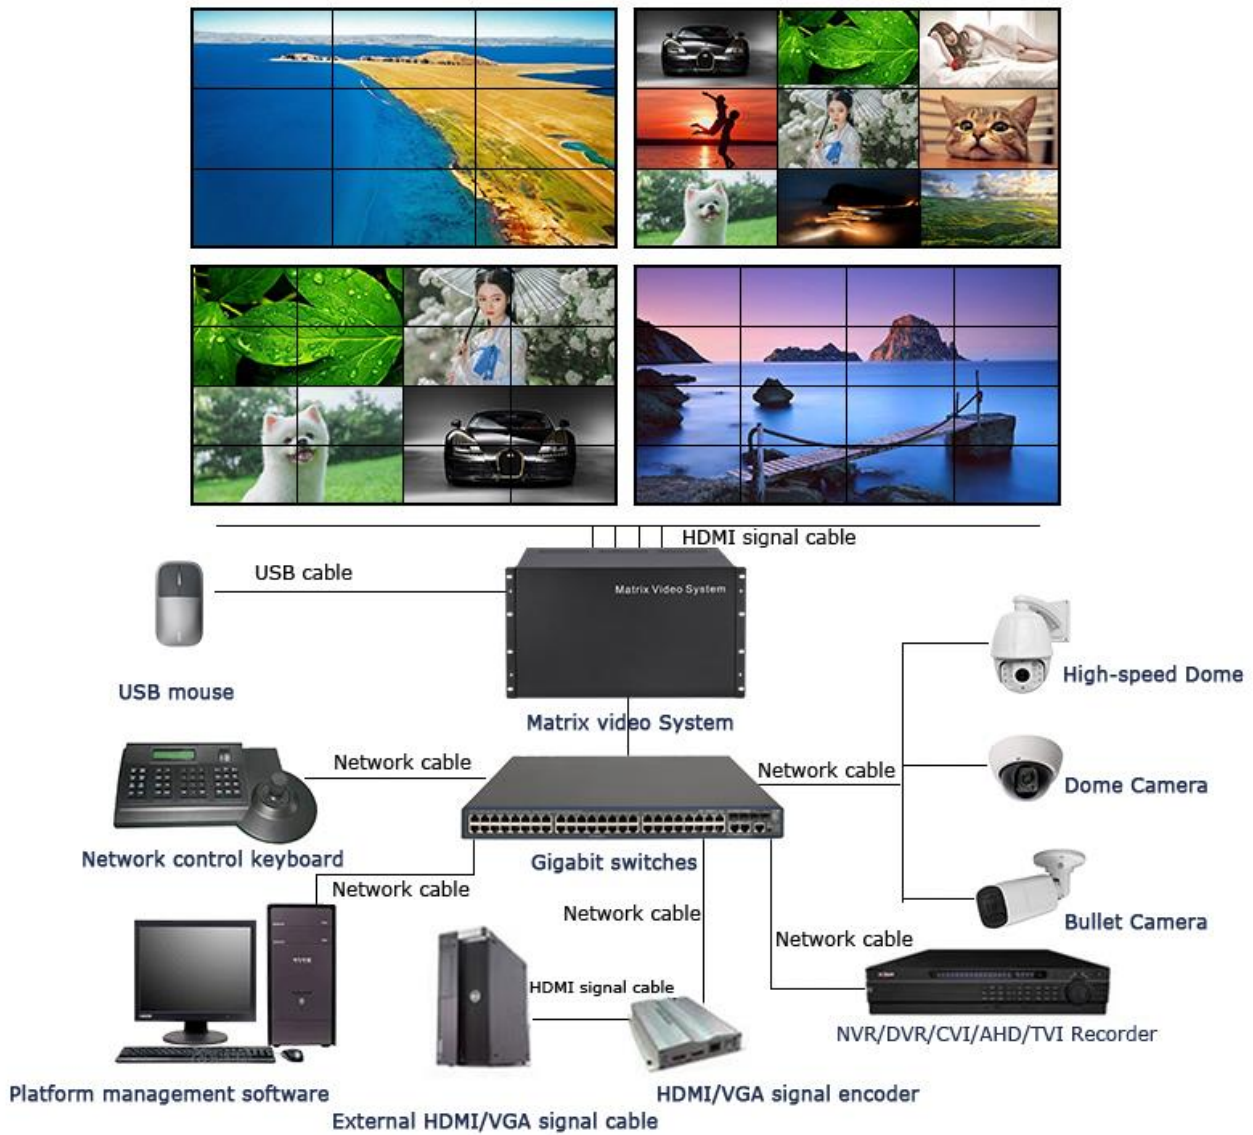 HDMI signal cable
USB cable
Matrix Video System
USB mouse
High-speed Dome
Matrix video System
Network cable
Network cable
Dome Camera
Network control keyboard
Gigabit switches
Network cable
Network cable
Bullet Camera
Network cable
HDMI signal cable
NVR/DVR/CVI/AHD/TVI Recorder
Platform management software
HDMI/VGA signal encoder
External HDMI/VGA signal cable